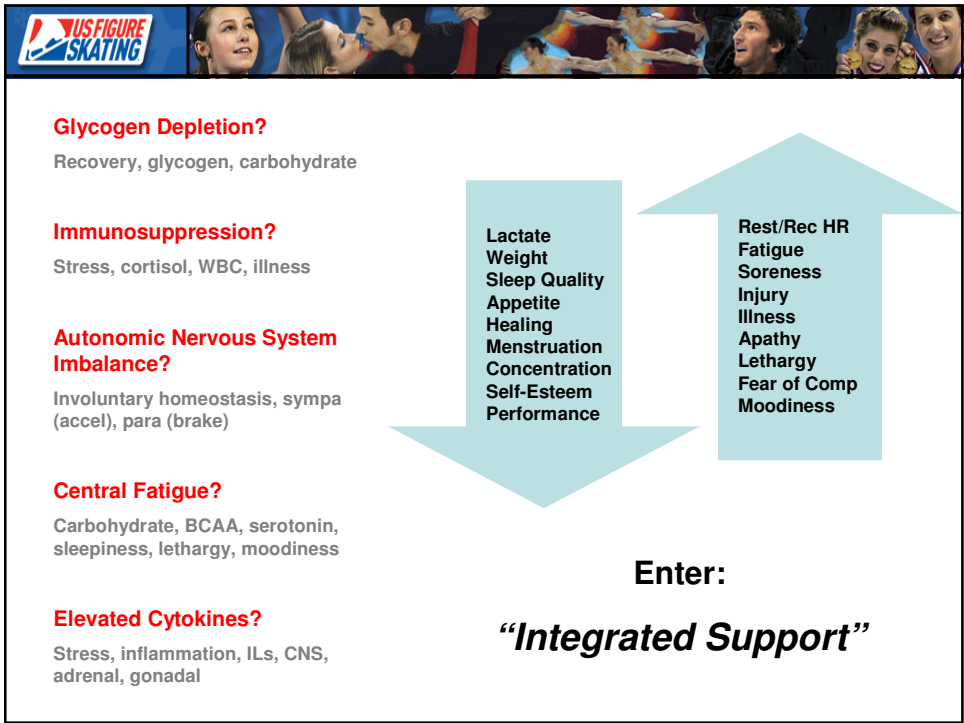 US FIGURE
SKATING
Glycogen Depletion?
Recovery, glycogen, carbohydrate
Immunosuppression?
Stress, cortisol, WBC, illness
Autonomic Nervous System
Imbalance?
Involuntary homeostasis, sympa
(accel), para (brake)
Central Fatigue?
Carbohydrate, BCAA, serotonin,
sleepiness, lethargy, moodiness
Elevated Cytokines?
Stress, inflammation, ILs, CNS,
adrenal, gonadal
Lactate
Weight
Sleep Quality
Appetite
Healing
Menstruation
Concentration
Self-Esteem
Performance
Rest/Rec HR
Fatigue
Soreness
Injury
Illness
Apathy
Lethargy
Fear of Comp
Moodiness
Enter:
“Integrated Support”